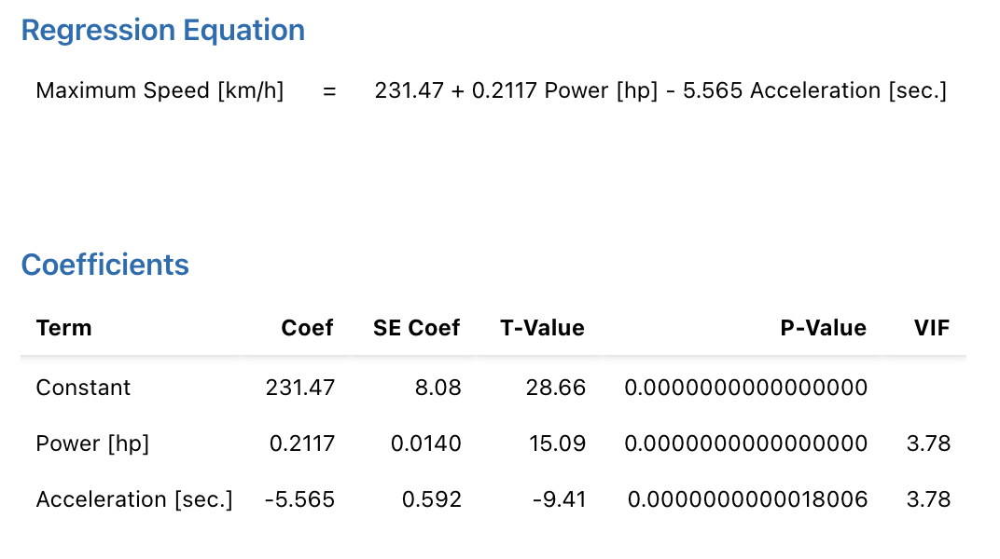 Regression Equation
Maximum Speed [km/h] = 231.47 + 0.2117 Power [hp] - 5.565 Acceleration [sec.]
Coefficients
Term Coef SE Coef T-Value P-Value VIF
Constant 231.47 8.08 28.66 0.0000000000000000
Power [hp] 0.2117 0.0140 15.09 0.0000000000000000 3.78
Acceleration [sec.] -5.565 0.592 -9.41 0.0000000000018006 3.78